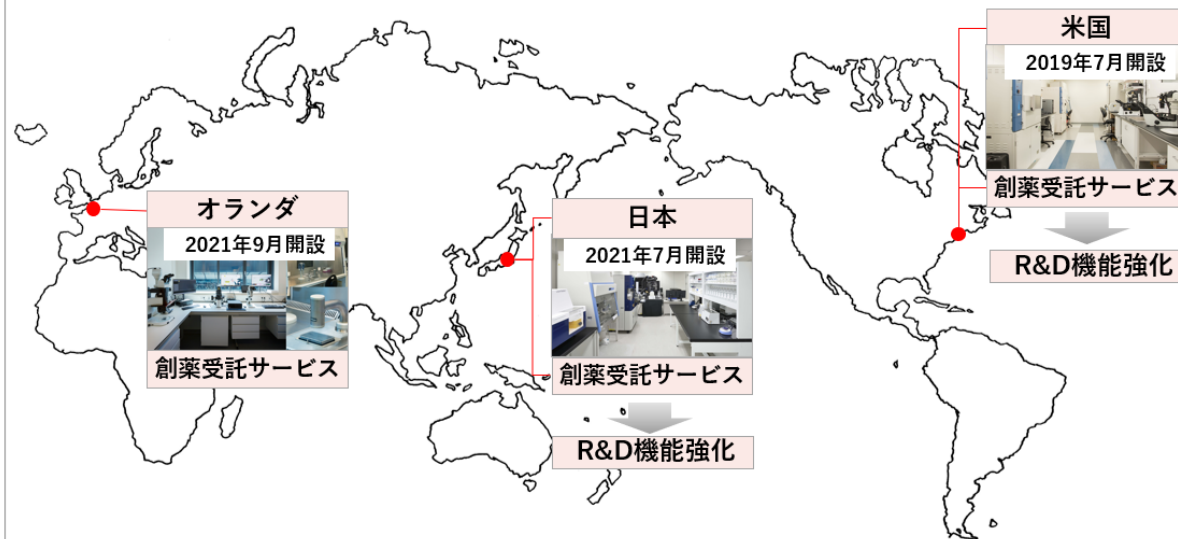 米国
2019年7月開設
創薬受託サービス
R&D機能強化
オランダ
2021年9月開設
創薬受託サービス
日本
2021年7月開設
創薬受託サービス
R&D機能強化